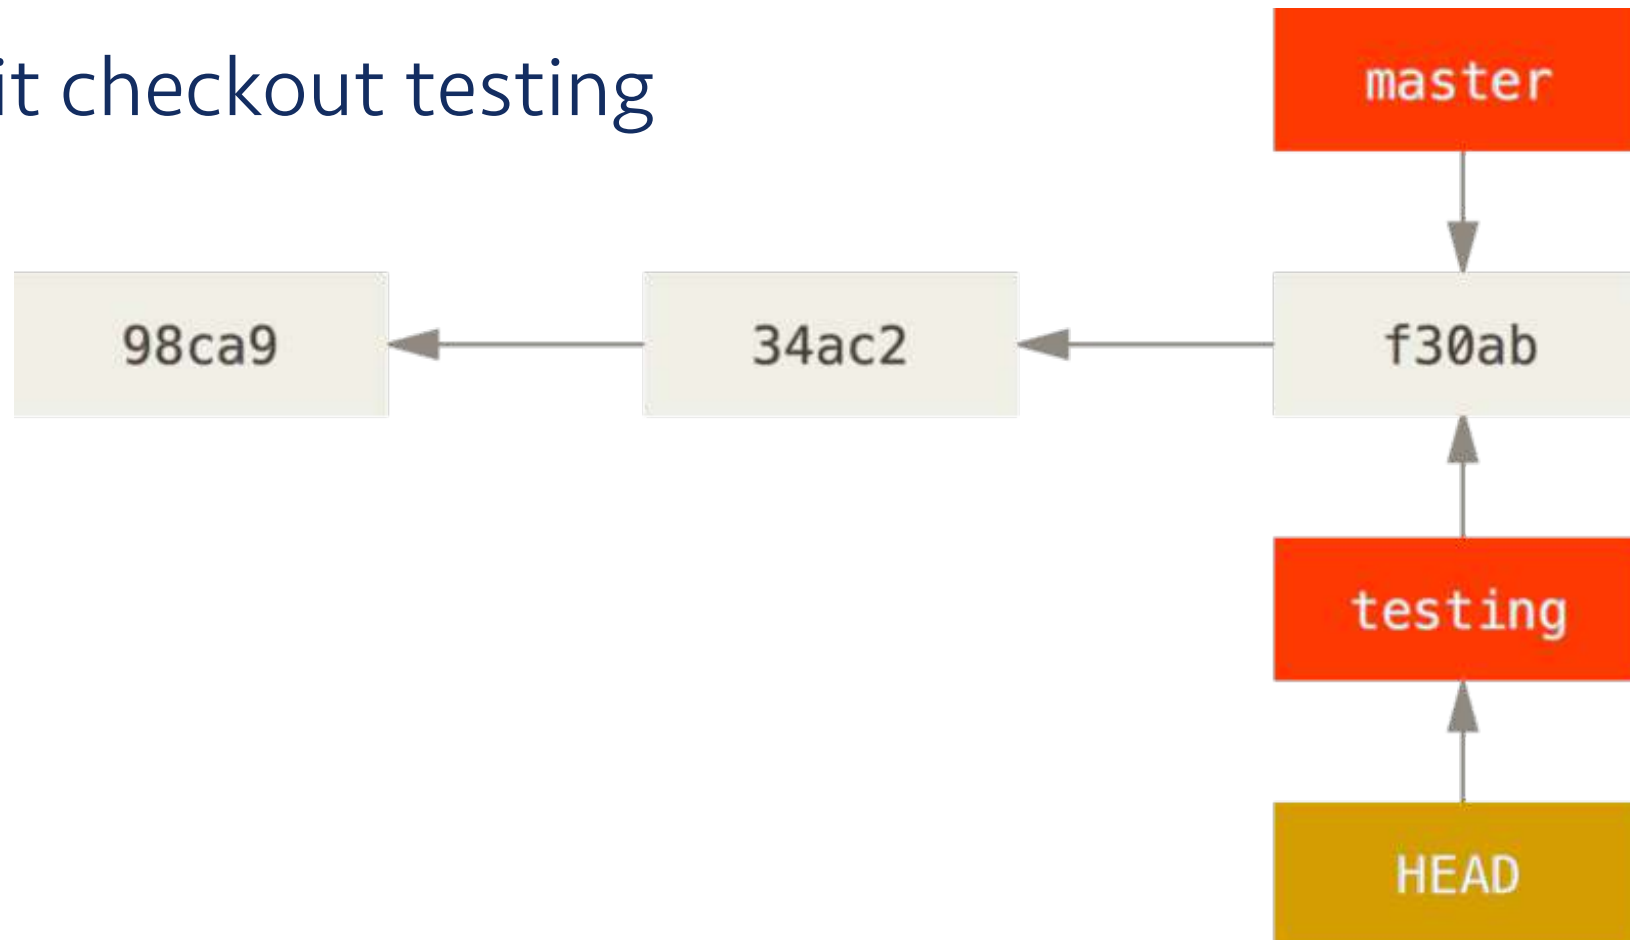 it checkout testing
master
98ca9
34ac2
f30ab
testing
HEAD